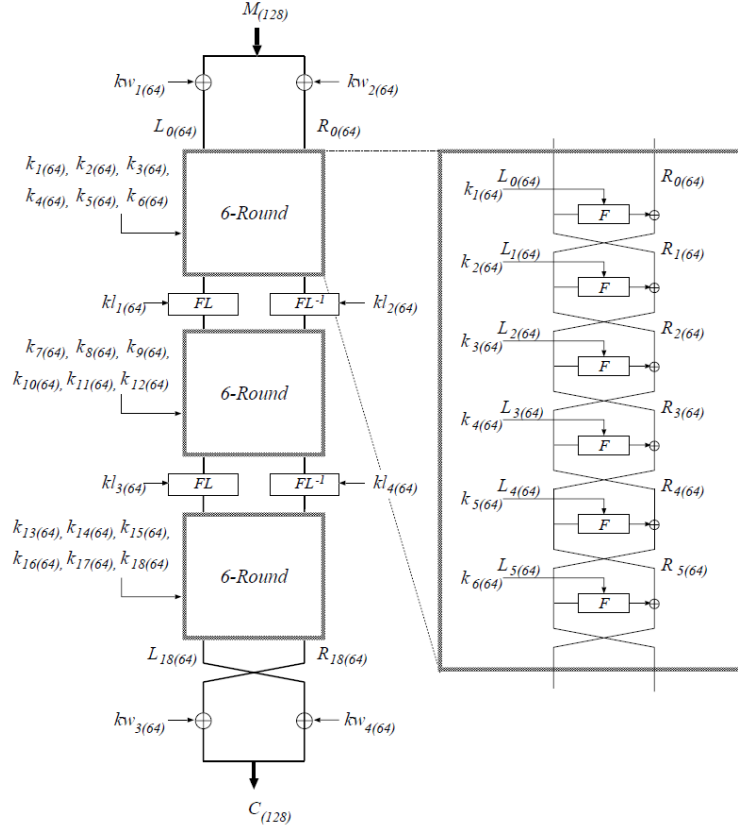 M(128)
kw1(64)
kw2(64)
L0(64)
R0(64)
k1(64), k2(64), k3(64),
k4(64), k5(64), k6(64)
6-Round
kl1(64)
FL
FL-1
kl2(64)
k7(64), k8(64), k9(64),
k10(64), k11(64), k12(64)
6-Round
kl3(64)
FL
FL-1
kl4(64)
k13(64), k14(64), k15(64),
k16(64), k17(64), k18(64)
6-Round
L18(64)
R18(64)
kw3(64)
kw4(64)
C(128)
L0(64)
R0(64)
k1(64)
F
L1(64)
R1(64)
k2(64)
F
L2(64)
R2(64)
k3(64)
F
L3(64)
R3(64)
k4(64)
F
L4(64)
R4(64)
k5(64)
F
L5(64)
R5(64)
k6(64)
F